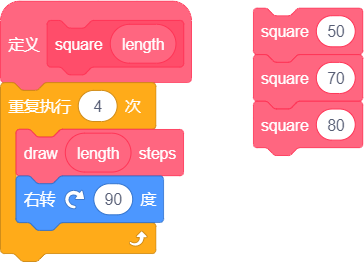 定义 square length
重复执行 4 次
draw length steps
右转 90 度
square 50
square 70
square 80